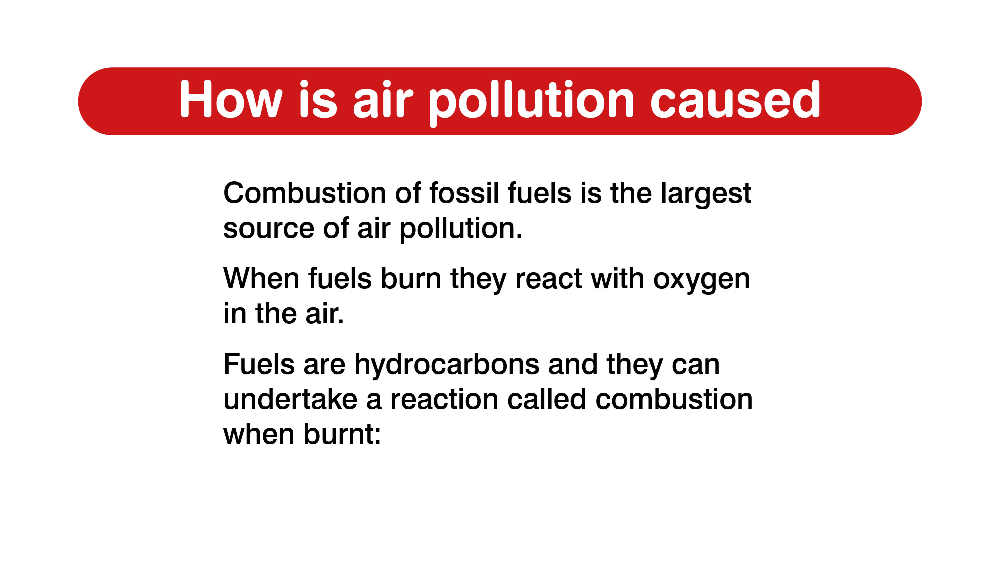 How is air pollution caused
Combustion of fossil fuels is the largest
source of air pollution.
When fuels burn they react with oxygen
in the air.
Fuels are hydrocarbons and they can
undertake a reaction called combustion
when burnt: